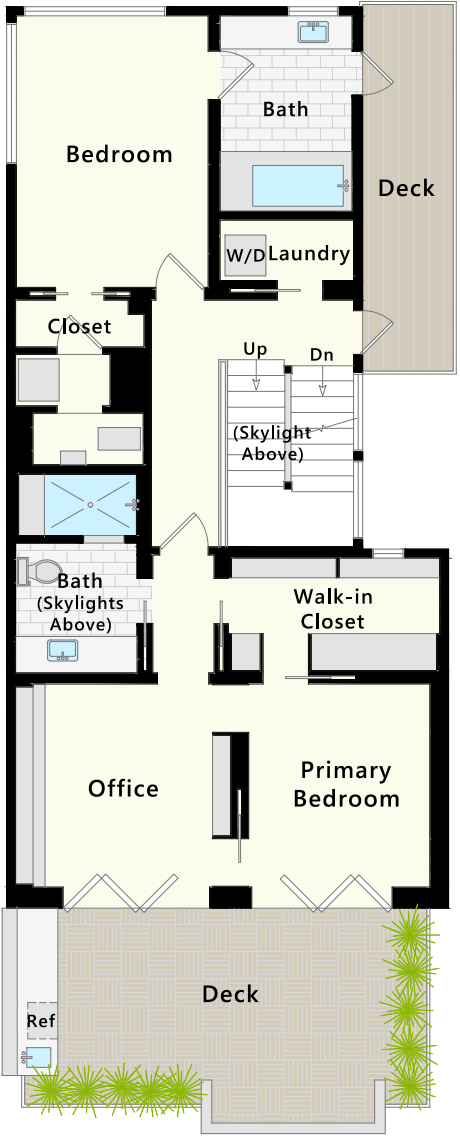 Bath
Bedroom
Deck
W/D
Laundry
Closet
Up
Dn
(Skylight
Above)
Bath
(Skylights
Above)
Walk-in
Closet
Office
Primary
Bedroom
Deck
Ref